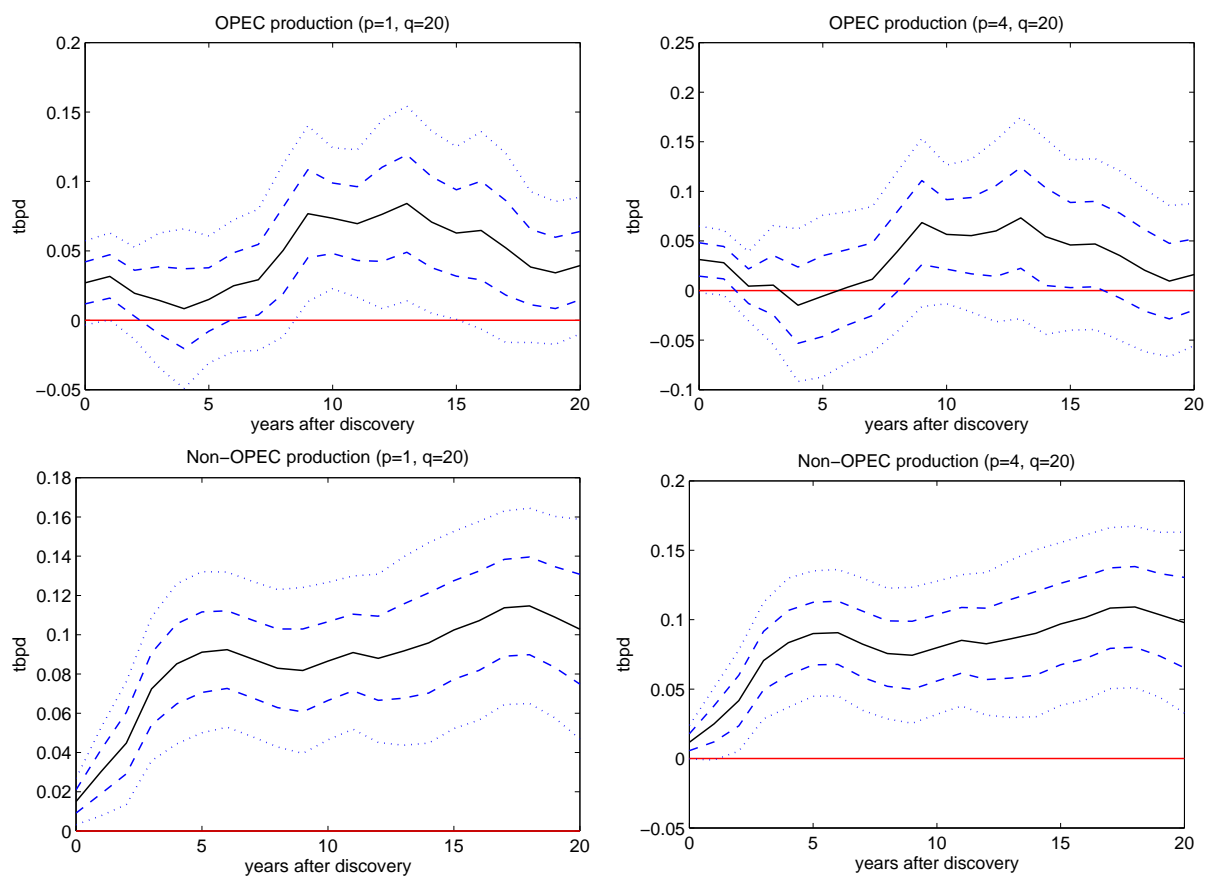 OPEC production (p=1, q=20)
0.2
0.15
0.1
0.05
0
−0.05
tbpd
0 5 10 15 20
years after discovery
OPEC production (p=4, q=20)
0.25
0.2
0.15
0.1
0.05
0
−0.05
−0.1
tbpd
0 5 10 15 20
years after discovery
Non−OPEC production (p=1, q=20)
0.18
0.16
0.14
0.12
0.1
0.08
0.06
0.04
0.02
0
tbpd
0 5 10 15 20
years after discovery
Non−OPEC production (p=4, q=20)
0.2
0.15
0.1
0.05
0
−0.05
tbpd
0 5 10 15 20
years after discovery